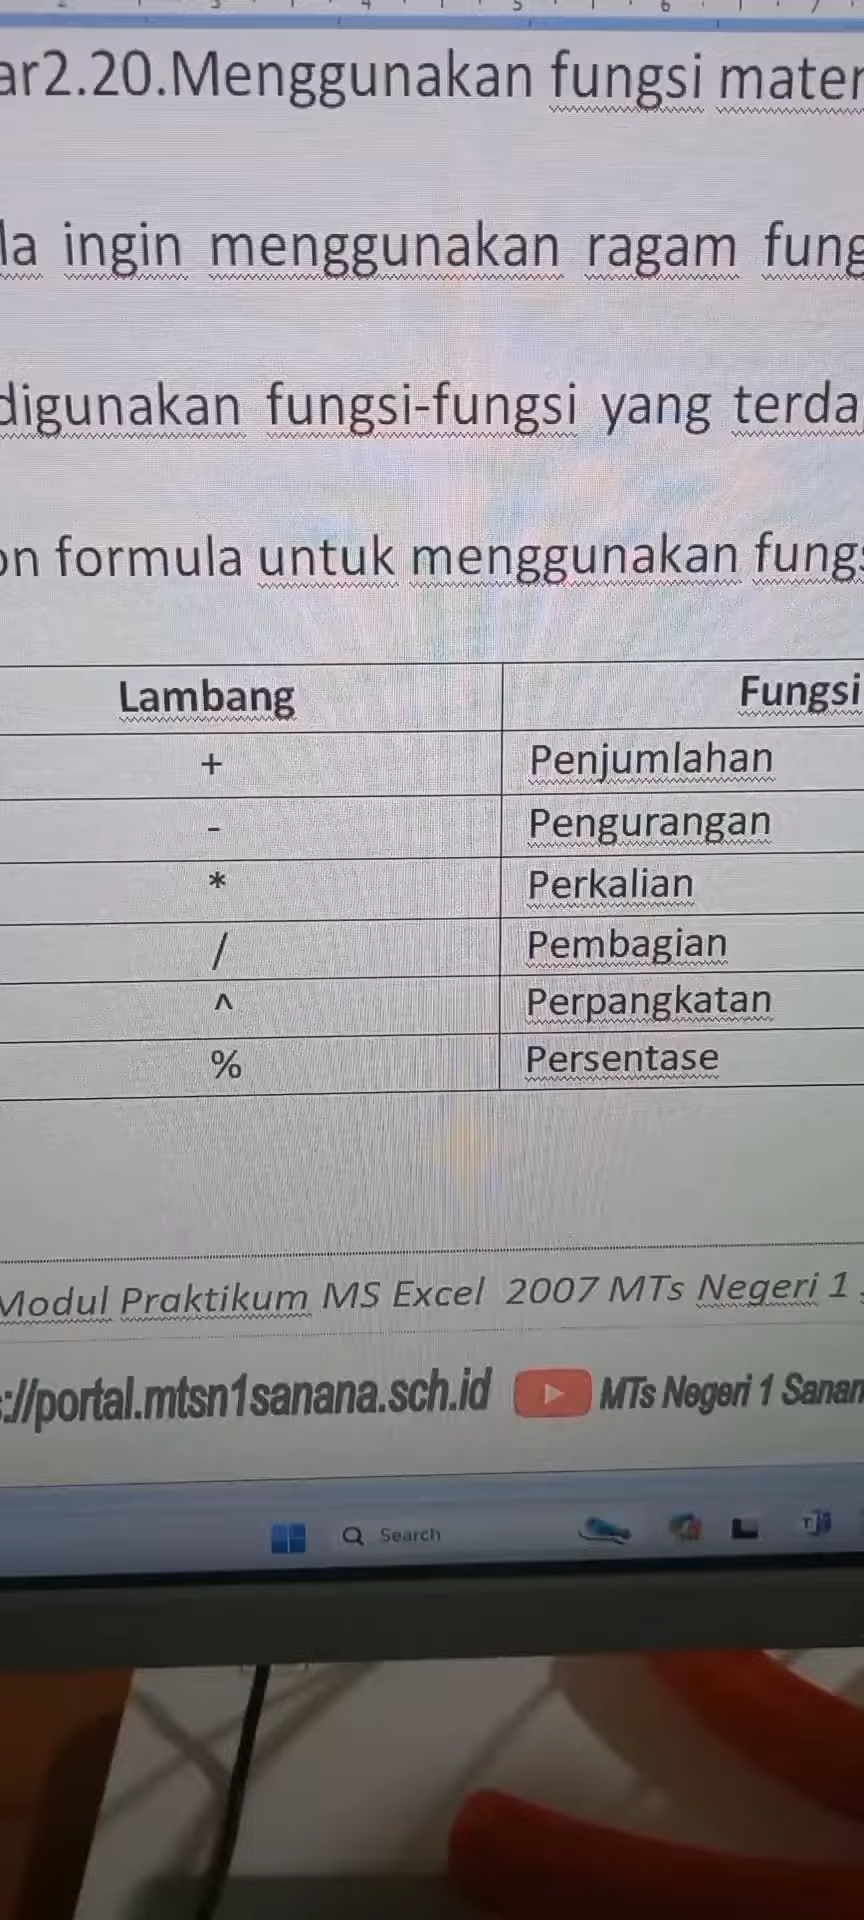 ar2.20.Menggunakan fungsi mater
la ingin menggunakan ragam fung
digunakan fungsi-fungsi yang terda
on formula untuk menggunakan fungs
Lambang Fungsi
+ Penjumlahan
- Pengurangan
* Perkalian
/ Pembagian
^ Perpangkatan
% Persentase
Modul Praktikum MS Excel 2007 MTs Negeri 1
://portal.mtsn1sanana.sch.id MTs Negeri 1 Sanan
Search